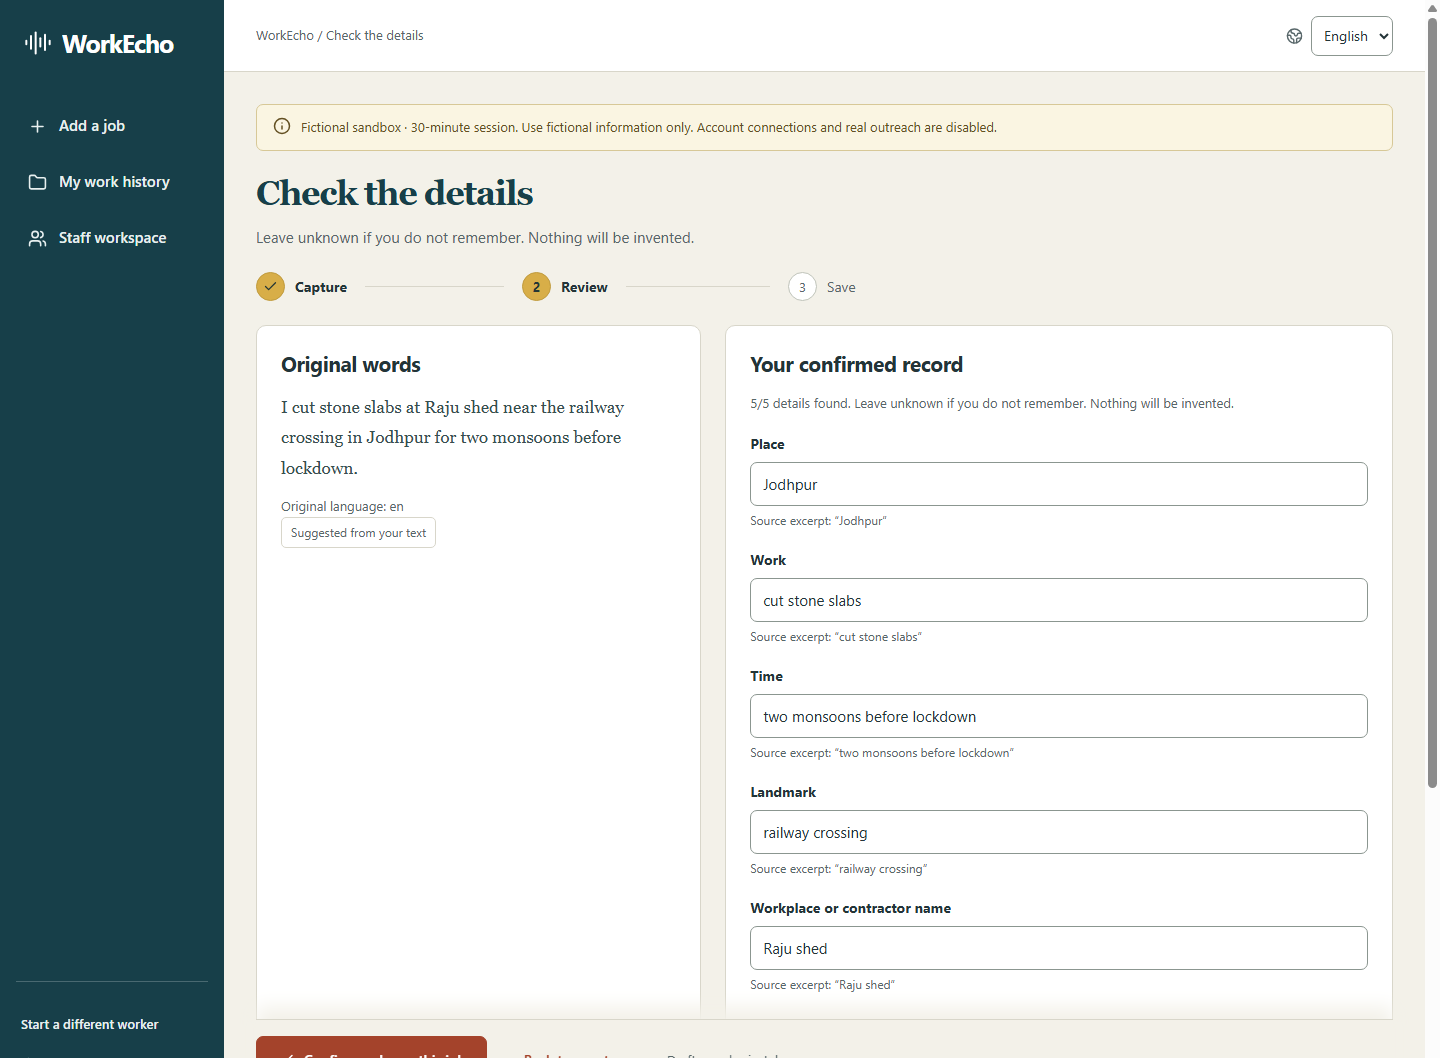 WorkEcho
Add a job
My work history
Staff workspace
Start a different worker
WorkEcho / Check the details
English
Fictional sandbox · 30-minute session. Use fictional information only. Account connections and real outreach are disabled.
Check the details
Leave unknown if you do not remember. Nothing will be invented.
Capture
2 Review
3 Save
Original words
I cut stone slabs at Raju shed near the railway
crossing in Jodhpur for two monsoons before
lockdown.
Original language: en
Suggested from your text
Your confirmed record
5/5 details found. Leave unknown if you do not remember. Nothing will be invented.
Place
Jodhpur
Source excerpt: “Jodhpur”
Work
cut stone slabs
Source excerpt: “cut stone slabs”
Time
two monsoons before lockdown
Source excerpt: “two monsoons before lockdown”
Landmark
railway crossing
Source excerpt: “railway crossing”
Workplace or contractor name
Raju shed
Source excerpt: “Raju shed”